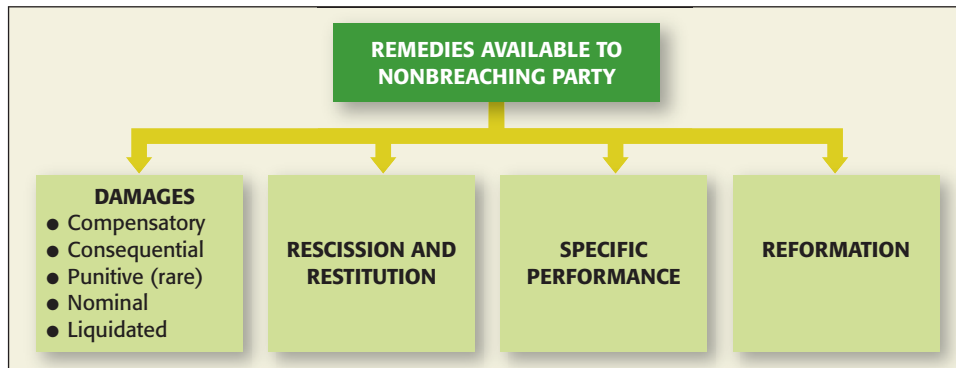 REMEDIES AVAILABLE TO
NONBREACHING PARTY
DAMAGES
● Compensatory
● Consequential
● Punitive (rare)
● Nominal
● Liquidated
RESCISSION AND
RESTITUTION
SPECIFIC
PERFORMANCE
REFORMATION